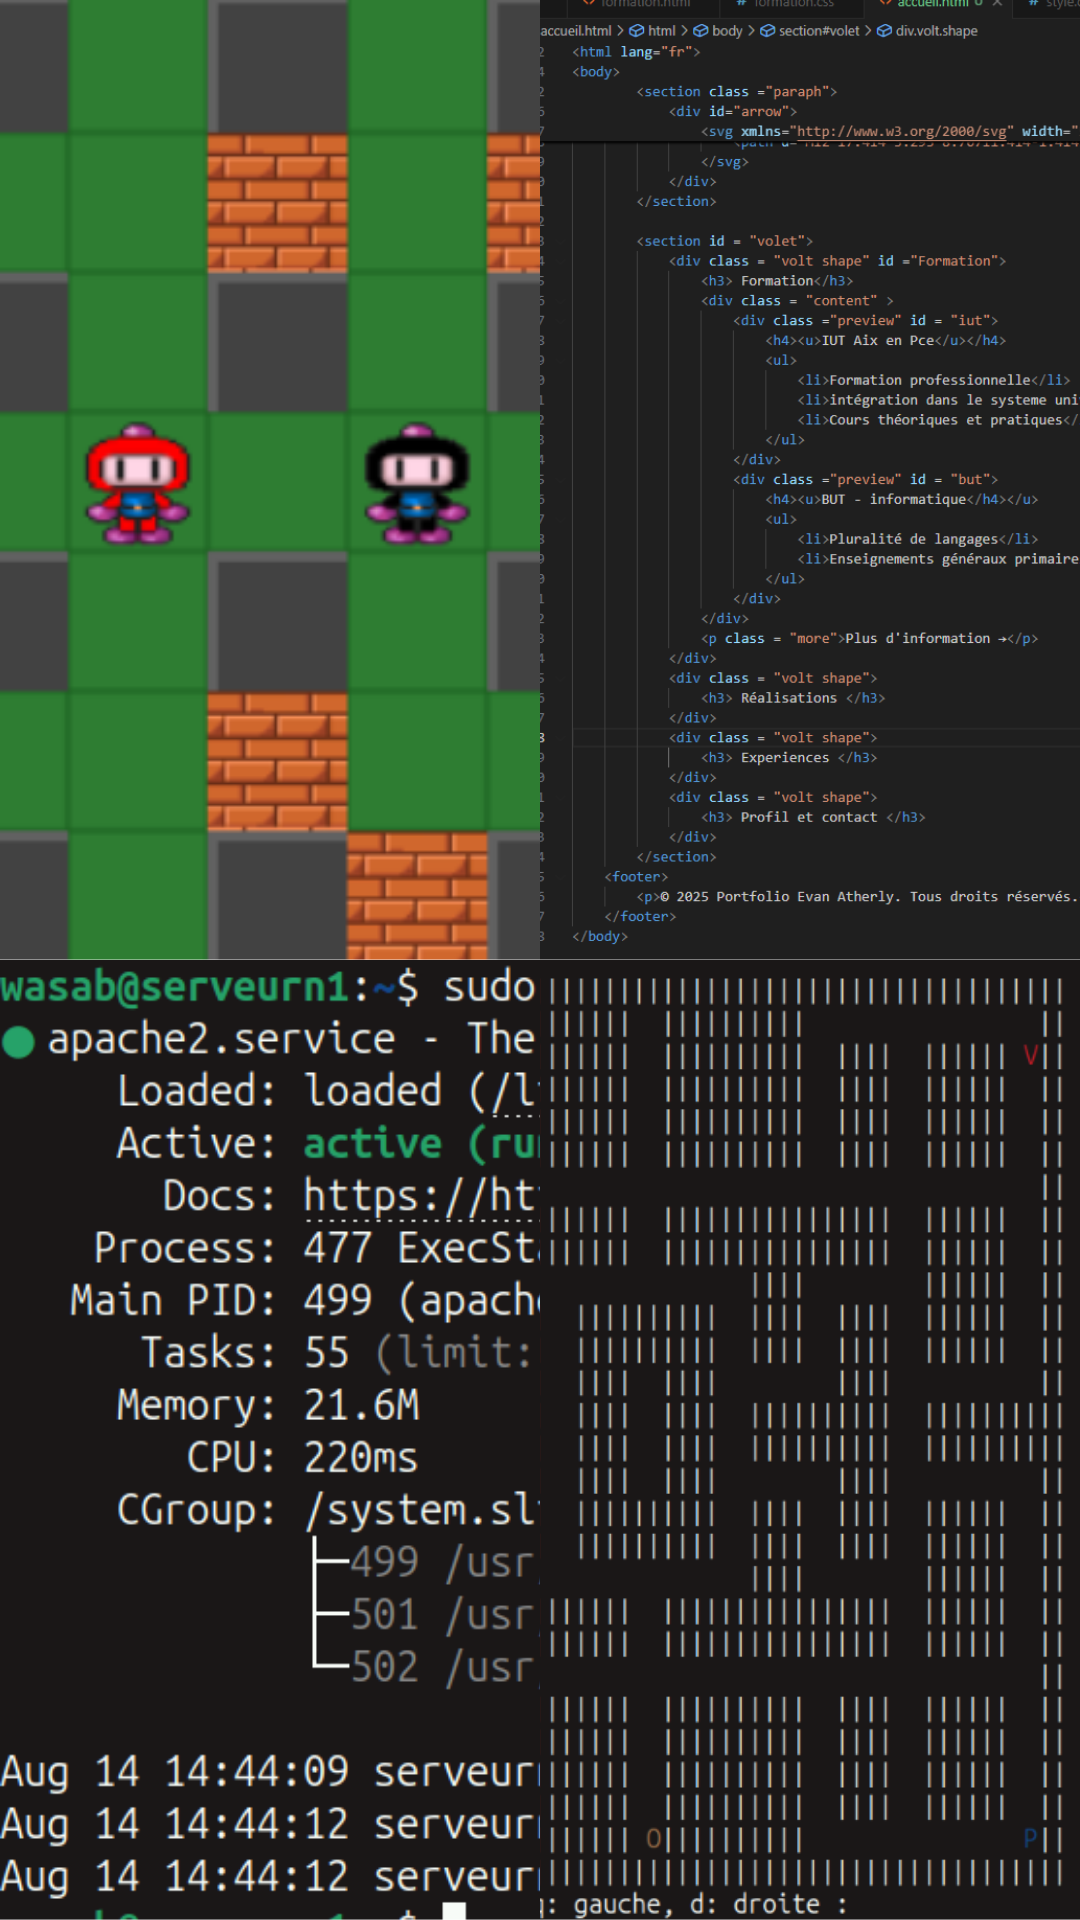 formation.html
formation.css
accueil.html
accueil.html > html > body > section#volet > div.volt.shape
<html lang="fr">
<body>
<section class ="paraph">
<div id="arrow">
<svg xmlns="http://www.w3.org/2000/svg" width="
</svg>
</div>
</section>
<section id = "volet">
<div class = "volt shape" id ="Formation">
<h3> Formation</h3>
<div class = "content" >
<div class ="preview" id = "iut">
<h4><u>IUT Aix en Pce</u></h4>
<ul>
<li>Formation professionnelle</li>
<li>intégration dans le systeme uni
<li>Cours théoriques et pratiques</
</ul>
</div>
<div class ="preview" id = "but">
<h4><u>BUT - informatique</h4></u>
<ul>
<li>Pluralité de langages</li>
<li>Enseignements généraux primaire
</ul>
</div>
</div>
<p class = "more">Plus d'information →</p>
</div>
<div class = "volt shape">
<h3> Réalisations </h3>
</div>
<div class = "volt shape">
<h3> Experiences </h3>
</div>
<div class = "volt shape">
<h3> Profil et contact </h3>
</div>
</section>
<footer>
<p>© 2025 Portfolio Evan Atherly. Tous droits réservés.
</footer>
</body>
wasab@serveurn1:~$ sudo
● apache2.service - The
Loaded: loaded (/l
Active: active (ru
Docs: https://ht
Process: 477 ExecSta
Main PID: 499 (apach
Tasks: 55 (limit:
Memory: 21.6M
CPU: 220ms
CGroup: /system.sl
├─499 /usr
├─501 /usr
└─502 /usr
Aug 14 14:44:09 serveur
Aug 14 14:44:12 serveur
Aug 14 14:44:12 serveur
V
O
P
q: gauche, d: droite :